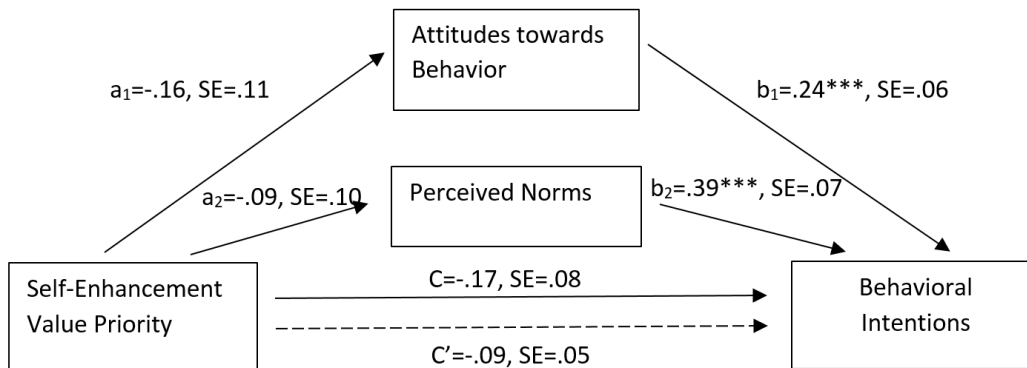 Attitudes towards
Behavior
a₁=-.16, SE=.11
b₁=.24***, SE=.06
Perceived Norms
a₂=-.09, SE=.10
b₂=.39***, SE=.07
Self-Enhancement
Value Priority
C=-.17, SE=.08
C’=-.09, SE=.05
Behavioral
Intentions